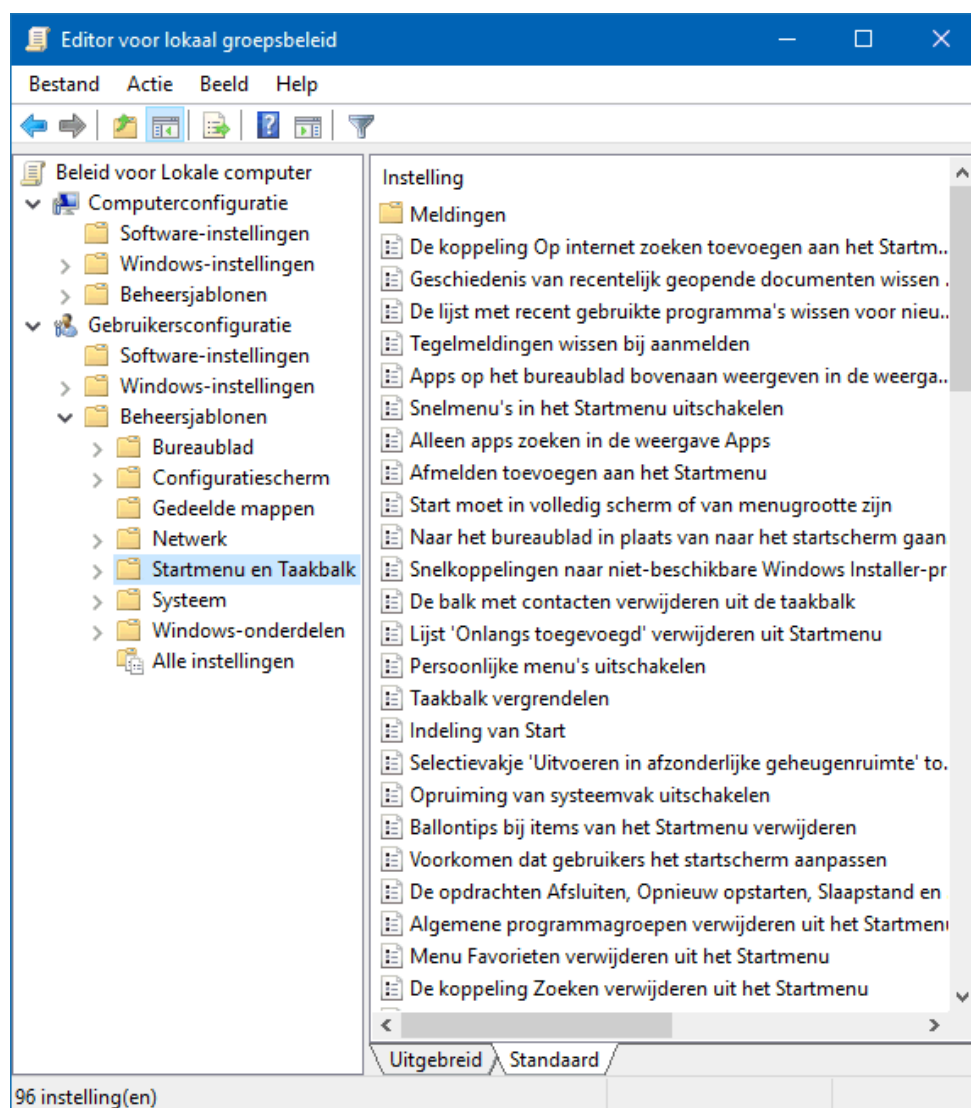 Editor voor lokaal groepsbeleid
Bestand Actie Beeld Help
Beleid voor Lokale computer
Computerconfiguratie
Software-instellingen
Windows-instellingen
Beheersjablonen
Gebruikersconfiguratie
Software-instellingen
Windows-instellingen
Beheersjablonen
Bureaublad
Configuratiescherm
Gedeelde mappen
Netwerk
Startmenu en Taakbalk
Systeem
Windows-onderdelen
Alle instellingen
Instelling
Meldingen
De koppeling Op internet zoeken toevoegen aan het Startm..
Geschiedenis van recentelijk geopende documenten wissen .
De lijst met recent gebruikte programma's wissen voor nieu..
Tegelmeldingen wissen bij aanmelden
Apps op het bureaublad bovenaan weergeven in de weerga..
Snelmenu's in het Startmenu uitschakelen
Alleen apps zoeken in de weergave Apps
Afmelden toevoegen aan het Startmenu
Start moet in volledig scherm of van menugrootte zijn
Naar het bureaublad in plaats van naar het startscherm gaan
Snelkoppelingen naar niet-beschikbare Windows Installer-pr
De balk met contacten verwijderen uit de taakbalk
Lijst 'Onlangs toegevoegd' verwijderen uit Startmenu
Persoonlijke menu's uitschakelen
Taakbalk vergrendelen
Indeling van Start
Selectievakje 'Uitvoeren in afzonderlijke geheugenruimte' to.
Opruiming van systeemvak uitschakelen
Ballontips bij items van het Startmenu verwijderen
Voorkomen dat gebruikers het startscherm aanpassen
De opdrachten Afsluiten, Opnieuw opstarten, Slaapstand en
Algemene programmagroepen verwijderen uit het Startmenu
Menu Favorieten verwijderen uit het Startmenu
De koppeling Zoeken verwijderen uit het Startmenu
Uitgebreid Standaard
96 instelling(en)